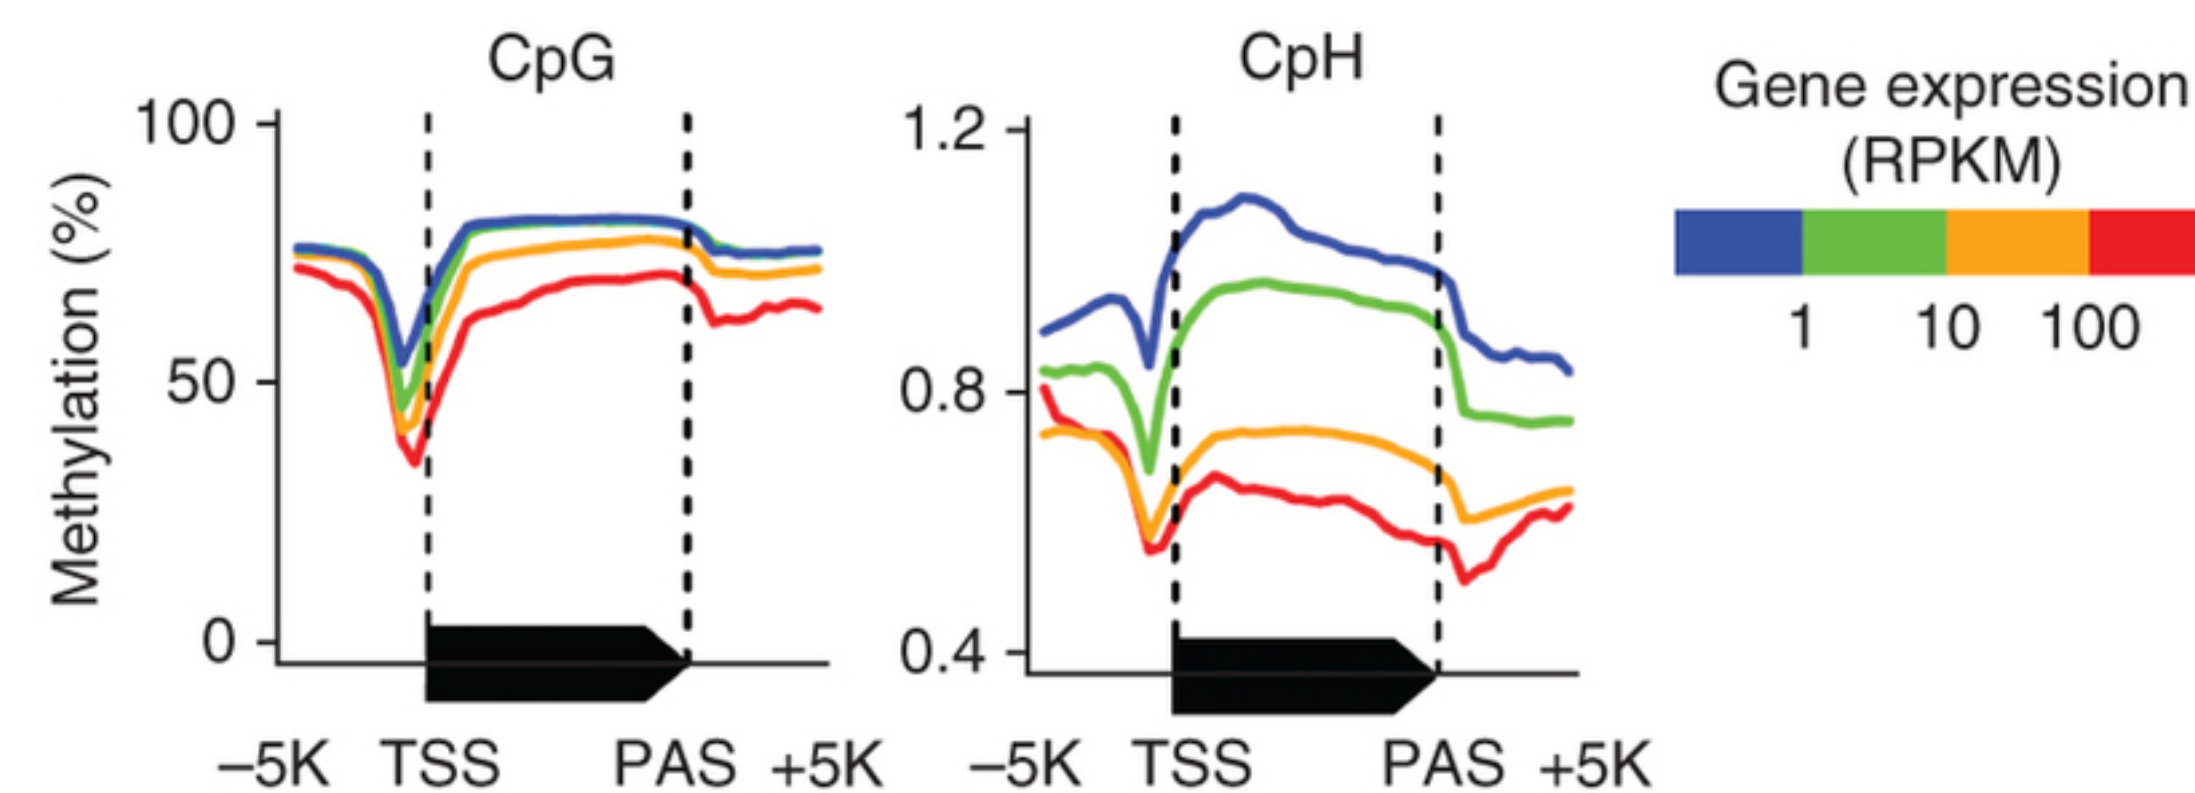 CpG
100
50
0
Methylation (%)
–5K TSS PAS +5K
CpH
1.2
0.8
0.4
–5K TSS PAS +5K
Gene expression
(RPKM)
1 10 100